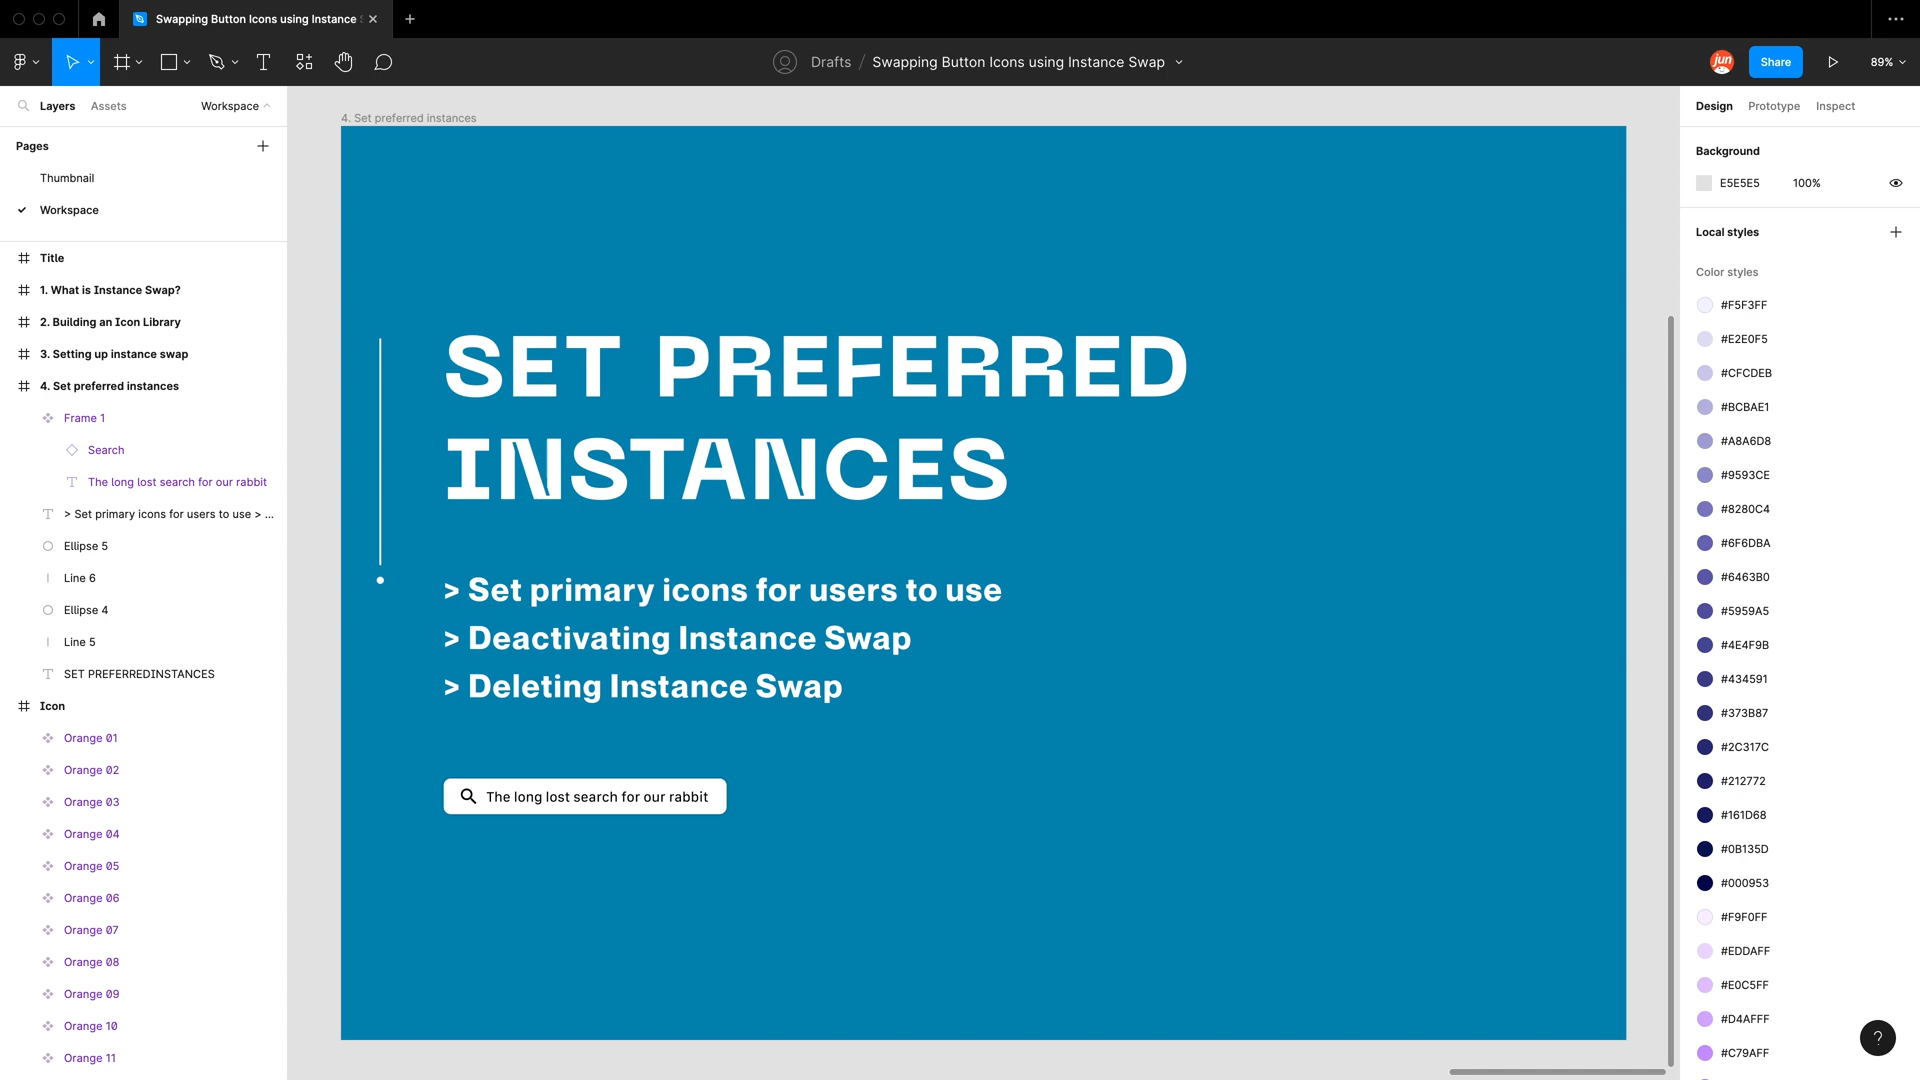 Swapping Button Icons using Instance
Drafts / Swapping Button Icons using Instance Swap
jun
Share
89%
Layers
Assets
Workspace
Pages
Thumbnail
Workspace
Title
1. What is Instance Swap?
2. Building an Icon Library
3. Setting up instance swap
4. Set preferred instances
Frame 1
Search
The long lost search for our rabbit
> Set primary icons for users to use > ...
Ellipse 5
Line 6
Ellipse 4
Line 5
SET PREFERREDINSTANCES
Icon
Orange 01
Orange 02
Orange 03
Orange 04
Orange 05
Orange 06
Orange 07
Orange 08
Orange 09
Orange 10
Orange 11
4. Set preferred instances
SET PREFERRED
INSTANCES
> Set primary icons for users to use
> Deactivating Instance Swap
> Deleting Instance Swap
The long lost search for our rabbit
Design
Prototype
Inspect
Background
E5E5E5
100%
Local styles
Color styles
#F5F3FF
#E2E0F5
#CFCDEB
#BCBAE1
#A8A6D8
#9593CE
#8280C4
#6F6DBA
#6463B0
#5959A5
#4E4F9B
#434591
#373B87
#2C317C
#212772
#161D68
#0B135D
#000953
#F9F0FF
#EDDAFF
#E0C5FF
#D4AFFF
#C79AFF
?